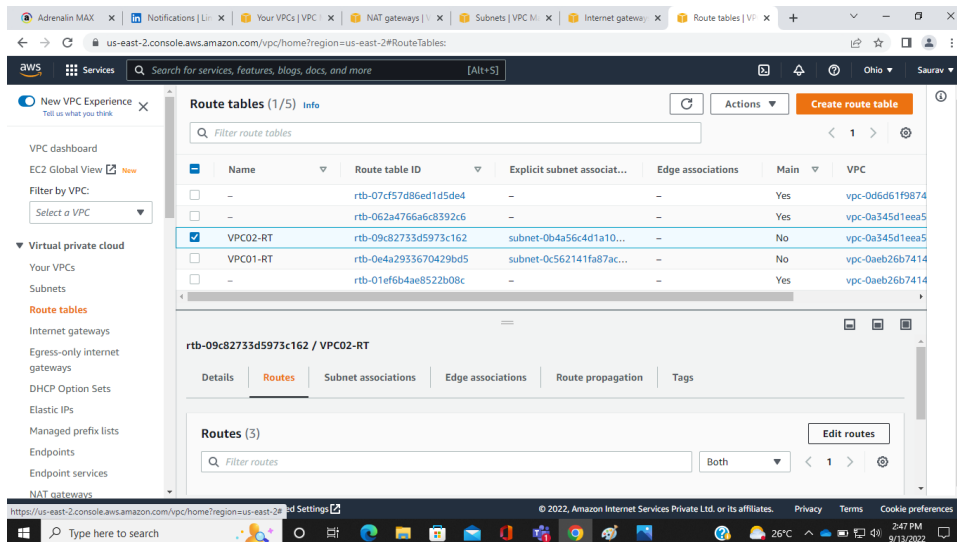 Adrenalin MAX
Notifications | Lin
Your VPCs | VPC
NAT gateways | V
Subnets | VPC M
Internet gateway
Route tables | VP
us-east-2.console.aws.amazon.com/vpc/home?region=us-east-2#RouteTables:
aws
Services
Search for services, features, blogs, docs, and more
[Alt+S]
Ohio
Saurav
New VPC Experience
Tell us what you think
VPC dashboard
EC2 Global View New
Filter by VPC:
Select a VPC
Virtual private cloud
Your VPCs
Subnets
Route tables
Internet gateways
Egress-only internet
gateways
DHCP Option Sets
Elastic IPs
Managed prefix lists
Endpoints
Endpoint services
NAT gateways
Route tables (1/5) Info
Actions
Create route table
Filter route tables
1
Name Route table ID Explicit subnet associat... Edge associations Main VPC
– rtb-07cf57d86ed1d5de4 – – Yes vpc-0d6d61f9874
– rtb-062a4766a6c8392c6 – – Yes vpc-0a345d1eea5
VPC02-RT rtb-09c82733d5973c162 subnet-0b4a56c4d1a10... – No vpc-0a345d1eea5
VPC01-RT rtb-0e4a2933670429bd5 subnet-0c562141fa87ac... – No vpc-0aeb26b7414
– rtb-01ef6b4ae8522b08c – – Yes vpc-0aeb26b7414
rtb-09c82733d5973c162 / VPC02-RT
Details Routes Subnet associations Edge associations Route propagation Tags
Routes (3)
Edit routes
Filter routes
Both
1
https://us-east-2.console.aws.amazon.com/vpc/home?region=us-east-2#
ed Settings
© 2022, Amazon Internet Services Private Ltd. or its affiliates. Privacy Terms Cookie preferences
Type here to search
26°C
2:47 PM
9/13/2022